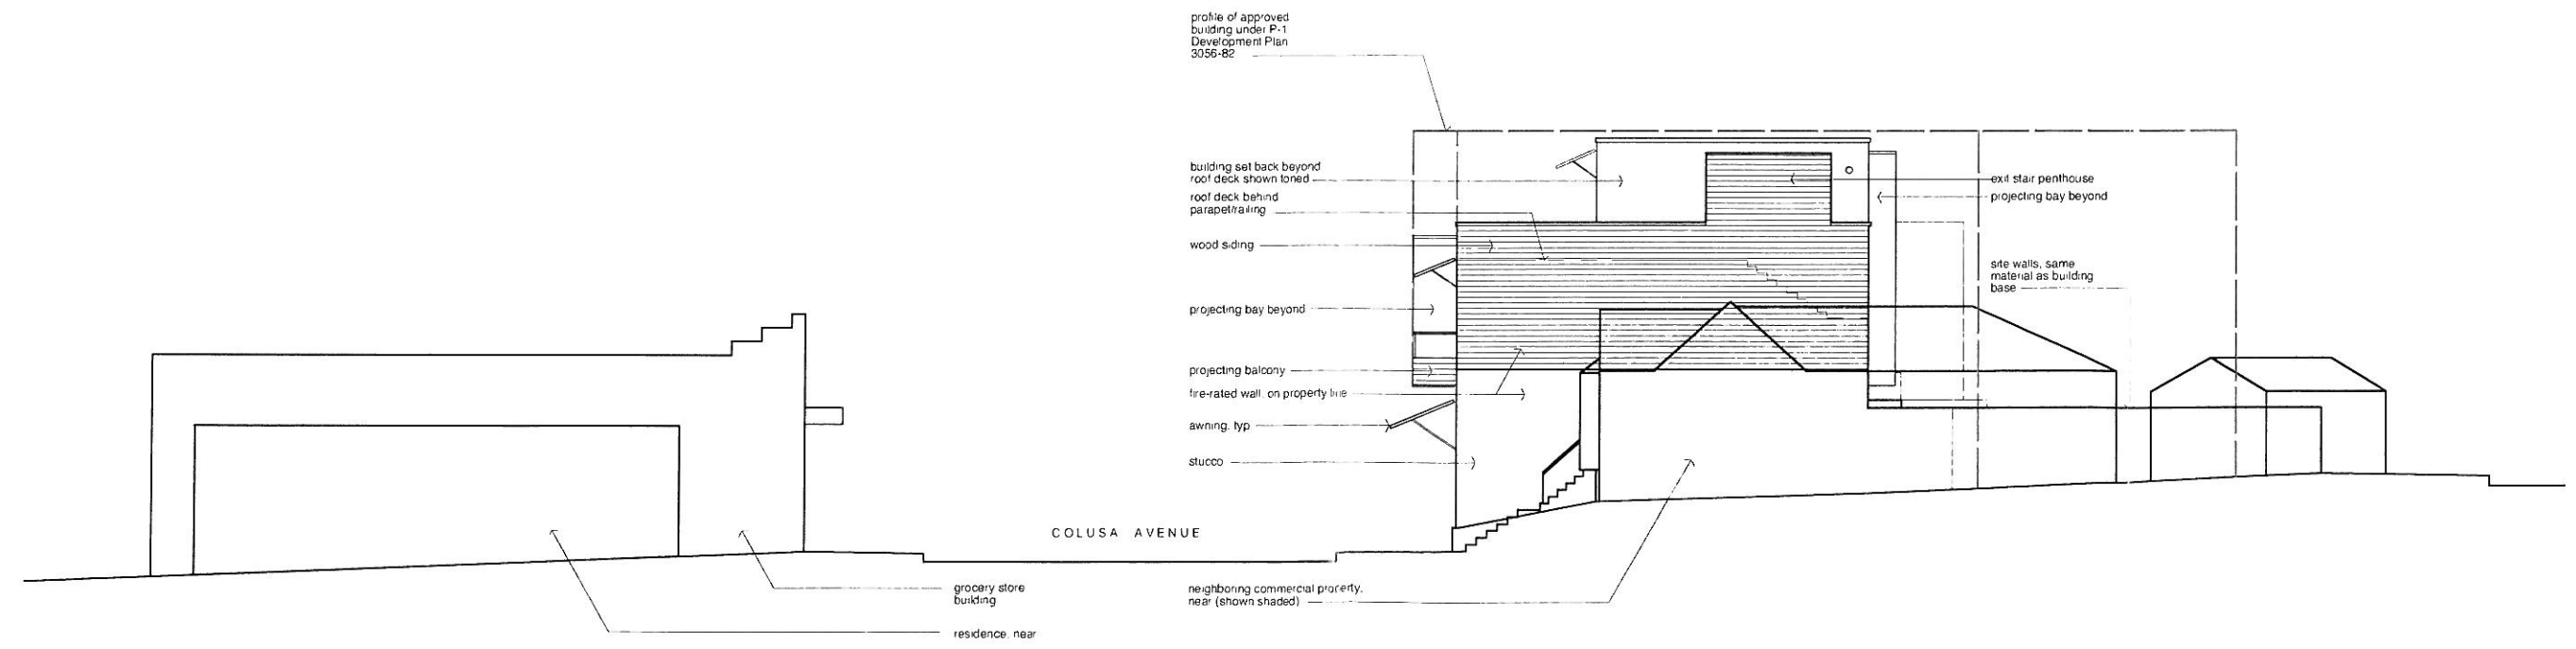 profile of approved
building under P-1
Development Plan
3056-82
building set back beyond
roof deck shown toned
roof deck behind
parapet/railing
wood siding
projecting bay beyond
projecting balcony
fire-rated wall, on property line
awning, typ
stucco
exit stair penthouse
projecting bay beyond
site walls, same
material as building
base
COLUSA AVENUE
grocery store
building
residence, near
neighboring commercial property,
near (shown shaded)